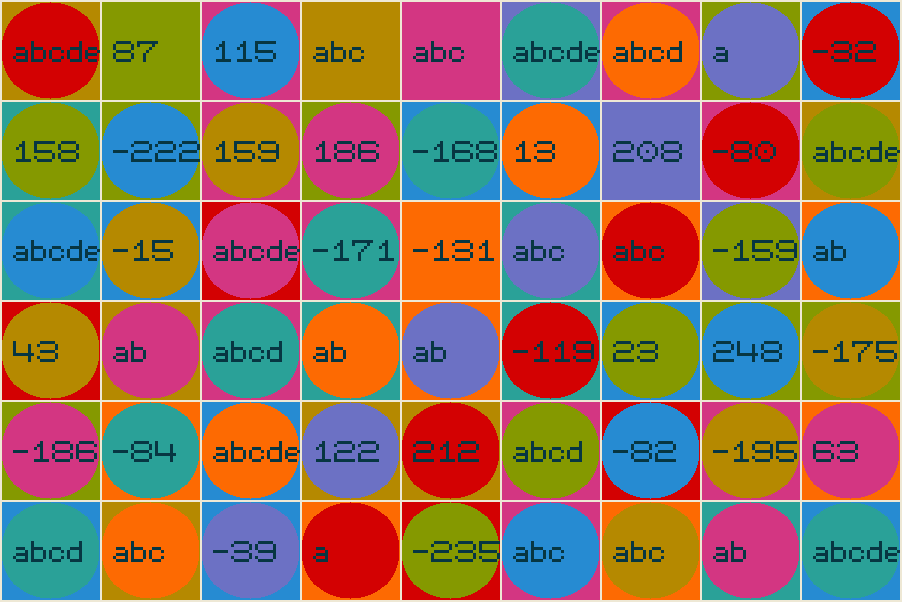 abcde 87 115 abc abc abcde abcd a -32
158 -222 159 186 -168 13 208 -80 abcde
abcde -15 abcde -171 -131 abc abc -159 ab
43 ab abcd ab ab -119 23 248 -175
-186 -84 abcde 122 212 abcd -82 -195 63
abcd abc -39 a -235 abc abc ab abcde